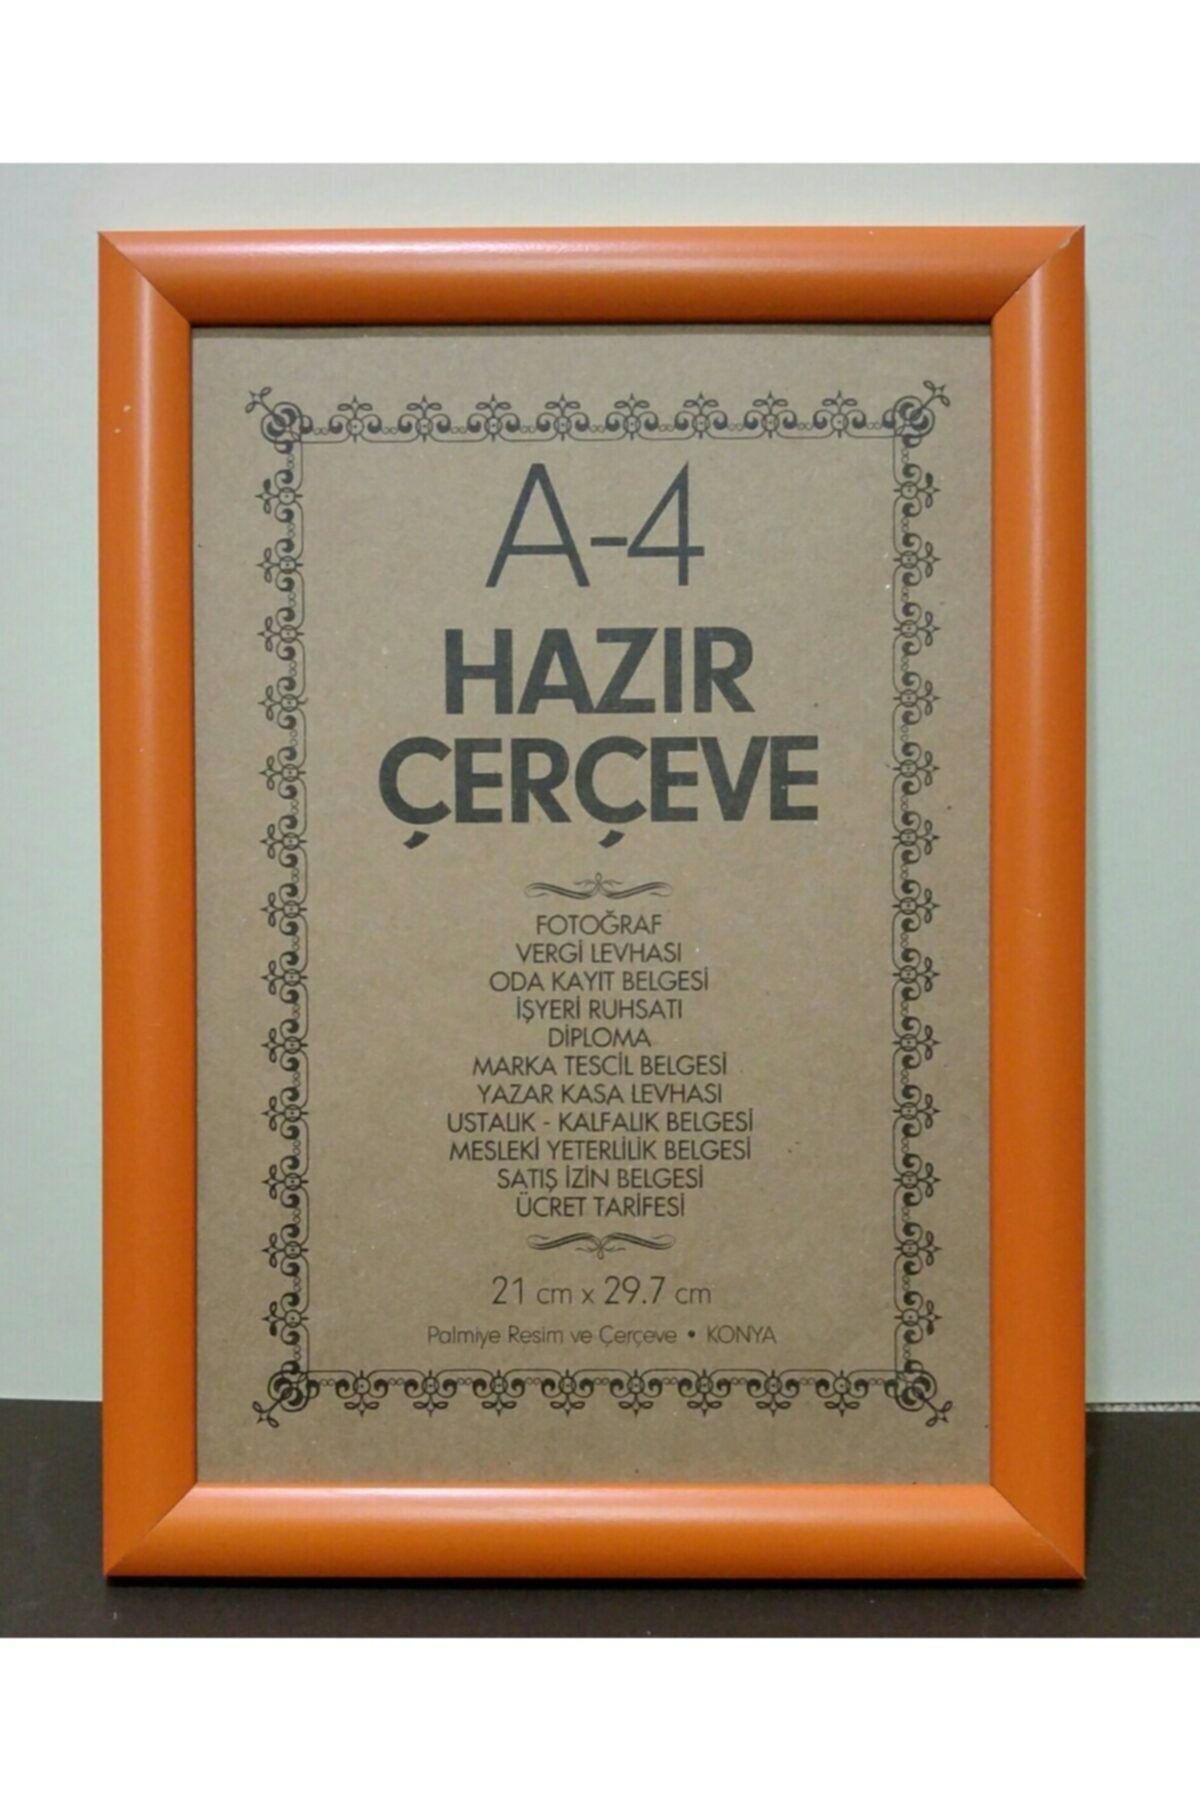 A-4
HAZIR
ÇERÇEVE
FOTOĞRAF
VERGİ LEVHASI
ODA KAYIT BELGESİ
İŞYERİ RUHSATI
DİPLOMA
MARKA TESCİL BELGESİ
YAZAR KASA LEVHASI
USTALIK - KALFALIK BELGESİ
MESLEKİ YETERLİLİK BELGESİ
SATIŞ İZİN BELGESİ
ÜCRET TARİFESİ
21 cm x 29.7 cm
Palmiye Resim ve Çerçeve • KONYA